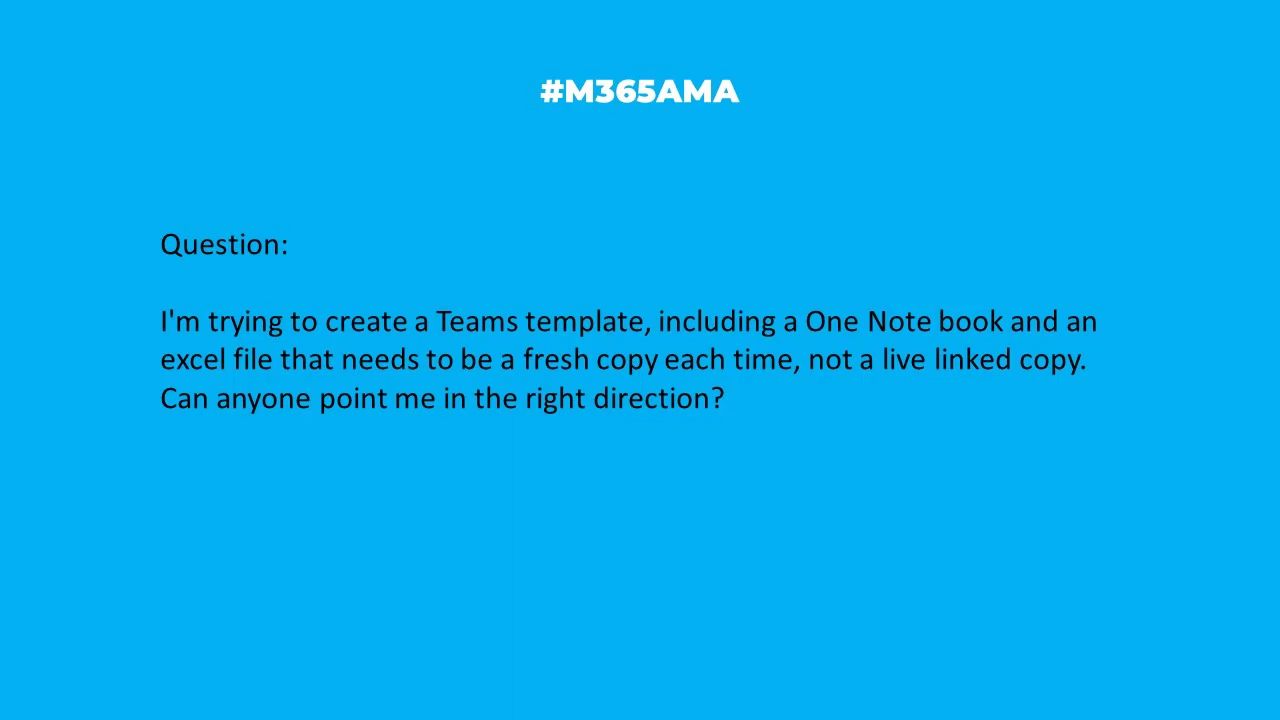 #M365AMA
Question:
I'm trying to create a Teams template, including a One Note book and an
excel file that needs to be a fresh copy each time, not a live linked copy.
Can anyone point me in the right direction?